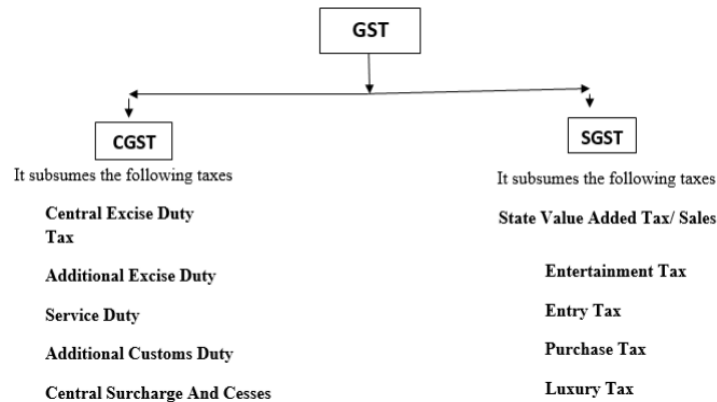 GST
CGST
It subsumes the following taxes
Central Excise Duty
Tax
Additional Excise Duty
Service Duty
Additional Customs Duty
Central Surcharge And Cesses
SGST
It subsumes the following taxes
State Value Added Tax/ Sales
Entertainment Tax
Entry Tax
Purchase Tax
Luxury Tax